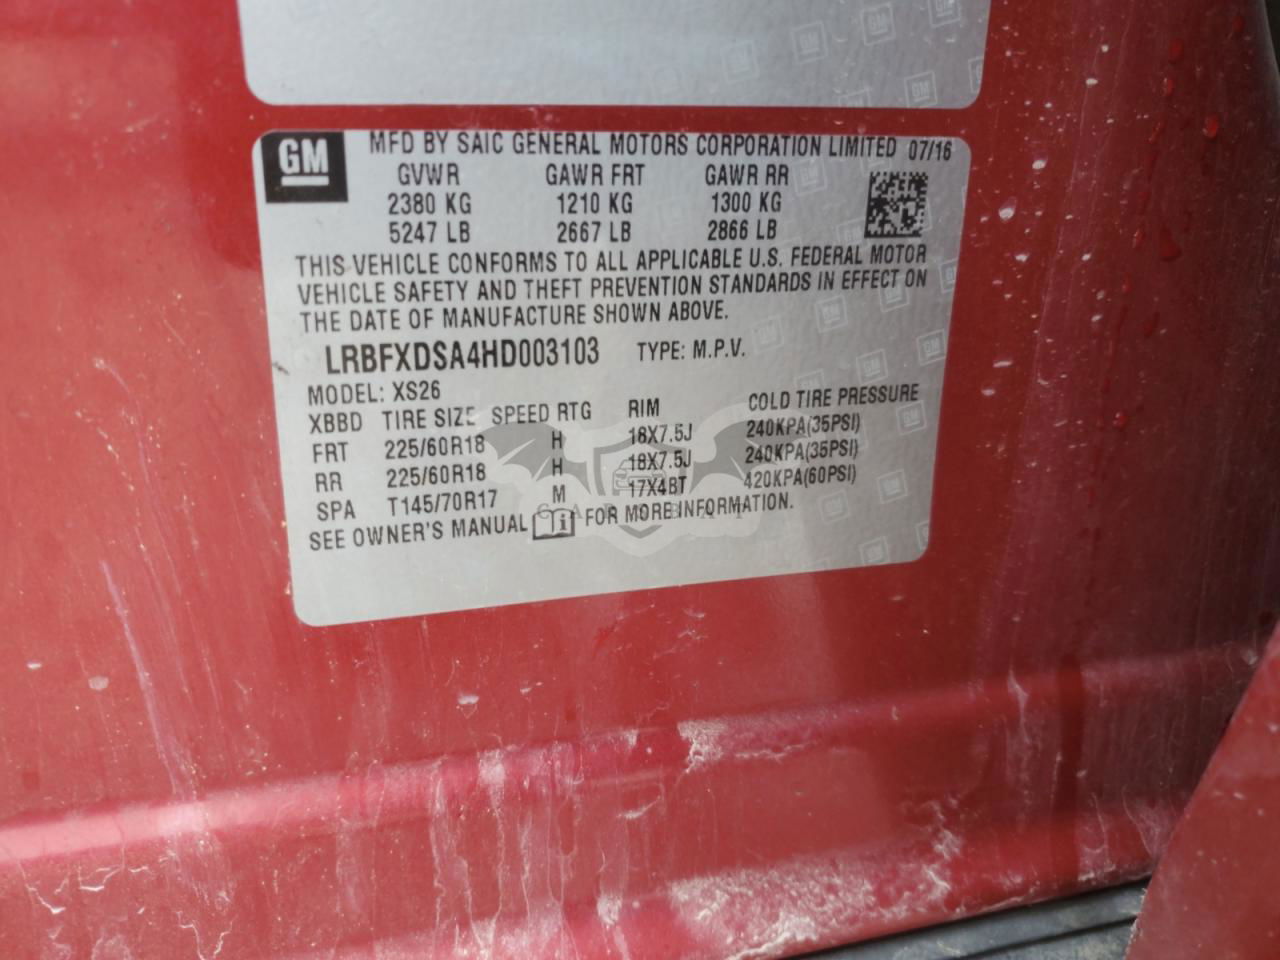 GM MFD BY SAIC GENERAL MOTORS CORPORATION LIMITED 07/16
GVWR GAWR FRT GAWR RR
2380 KG 1210 KG 1300 KG
5247 LB 2667 LB 2866 LB
THIS VEHICLE CONFORMS TO ALL APPLICABLE U.S. FEDERAL MOTOR
VEHICLE SAFETY AND THEFT PREVENTION STANDARDS IN EFFECT ON
THE DATE OF MANUFACTURE SHOWN ABOVE.
LRBFXDSA4HD003103 TYPE: M.P.V.
MODEL: XS26
XBBD TIRE SIZE SPEED RTG RIM COLD TIRE PRESSURE
FRT 225/60R18 H 18X7.5J 240KPA(35PSI)
RR 225/60R18 H 18X7.5J 240KPA(35PSI)
SPA T145/70R17 M 17X4BT 420KPA(60PSI)
SEE OWNER'S MANUAL FOR MORE INFORMATION.